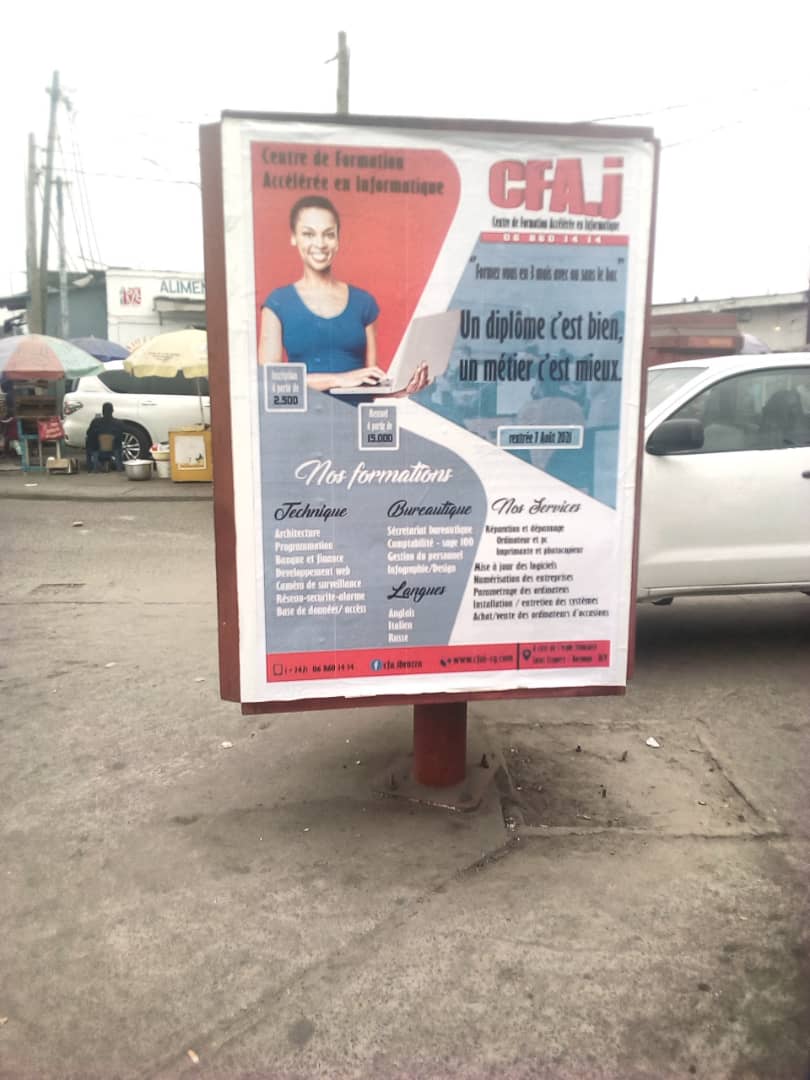 ALIMEN
Centre de Formation
Accélérée en Informatique
CFA.j
Centre de Formation Accélérée en Informatique
06 860 14 14
"Formez vous en 3 mois avec ou sans le bac"
Un diplôme c'est bien,
un métier c'est mieux.
Inscription
à partir de
2.500
Mensuel
à partir de
15.000
rentrée 7 Août 2021
Nos formations
Technique
Architecture
Programmation
Banque et finance
Developpement web
Caméra de surveillance
Réseau-securite-alarme
Base de données/ accèss
Bureautique
Sécretariat bureautique
Comptabilité - sage 100
Gestion du personnel
Infographie/Design
Langues
Anglais
Italien
Russe
Nos Services
Réparation et dépannage
Ordinateur et pc
Imprimante et photocopieur
Mise à jour des logiciels
Numérisation des entreprises
Parametrage des ordinateurs
Installation / entretien des systèmes
Achat/vente des ordinateurs d'occasions
(+242) 06 860 14 14
cfa.jbrazza
www.cfaj-cg.com